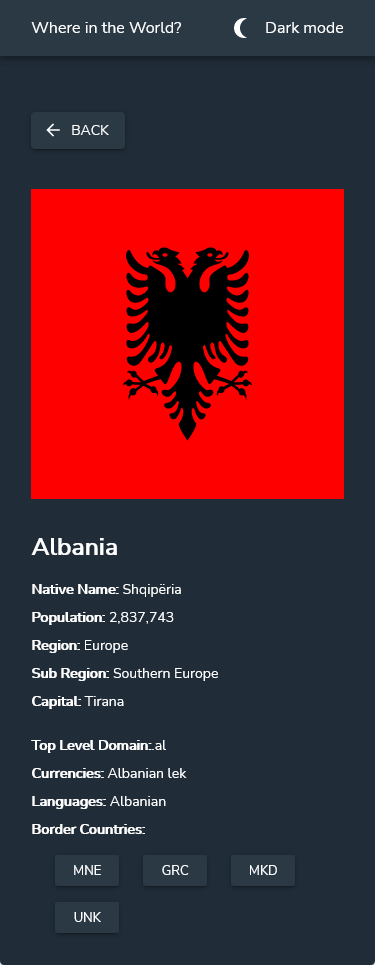 Where in the World? Dark mode
BACK
Albania
Native Name: Shqipëria
Population: 2,837,743
Region: Europe
Sub Region: Southern Europe
Capital: Tirana
Top Level Domain:.al
Currencies: Albanian lek
Languages: Albanian
Border Countries:
MNE GRC MKD
UNK